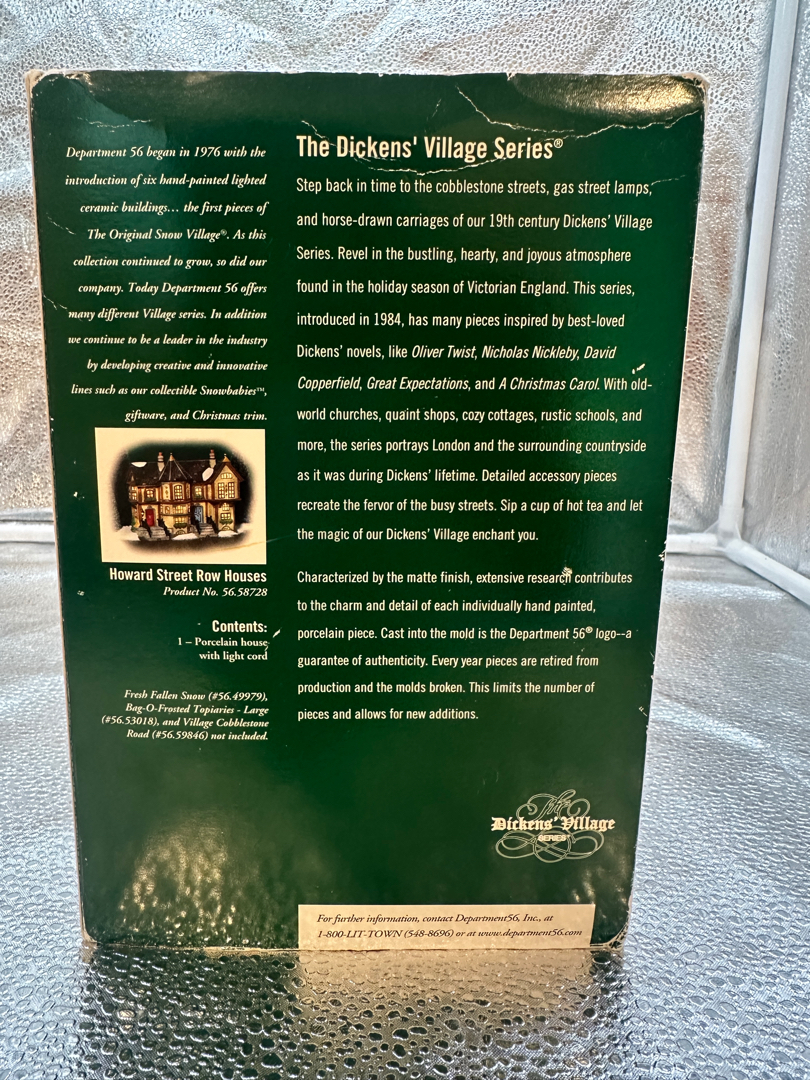 Department 56 began in 1976 with the
introduction of six hand-painted lighted
ceramic buildings... the first pieces of
The Original Snow Village®. As this
collection continued to grow, so did our
company. Today Department 56 offers
many different Village series. In addition
we continue to be a leader in the industry
by developing creative and innovative
lines such as our collectible Snowbabies™,
giftware, and Christmas trim.
Howard Street Row Houses
Product No. 56.58728
Contents:
1 – Porcelain house
with light cord
Fresh Fallen Snow (#56.49979),
Bag-O-Frosted Topiaries - Large
(#56.53018), and Village Cobblestone
Road (#56.59846) not included.
The Dickens' Village Series®
Step back in time to the cobblestone streets, gas street lamps,
and horse-drawn carriages of our 19th century Dickens' Village
Series. Revel in the bustling, hearty, and joyous atmosphere
found in the holiday season of Victorian England. This series,
introduced in 1984, has many pieces inspired by best-loved
Dickens' novels, like Oliver Twist, Nicholas Nickleby, David
Copperfield, Great Expectations, and A Christmas Carol. With old-
world churches, quaint shops, cozy cottages, rustic schools, and
more, the series portrays London and the surrounding countryside
as it was during Dickens' lifetime. Detailed accessory pieces
recreate the fervor of the busy streets. Sip a cup of hot tea and let
the magic of our Dickens' Village enchant you.
Characterized by the matte finish, extensive research contributes
to the charm and detail of each individually hand painted,
porcelain piece. Cast into the mold is the Department 56® logo--a
guarantee of authenticity. Every year pieces are retired from
production and the molds broken. This limits the number of
pieces and allows for new additions.
The
Dickens' Village
SERIES
For further information, contact Department56, Inc., at
1-800-LIT-TOWN (548-8696) or at www.department56.com